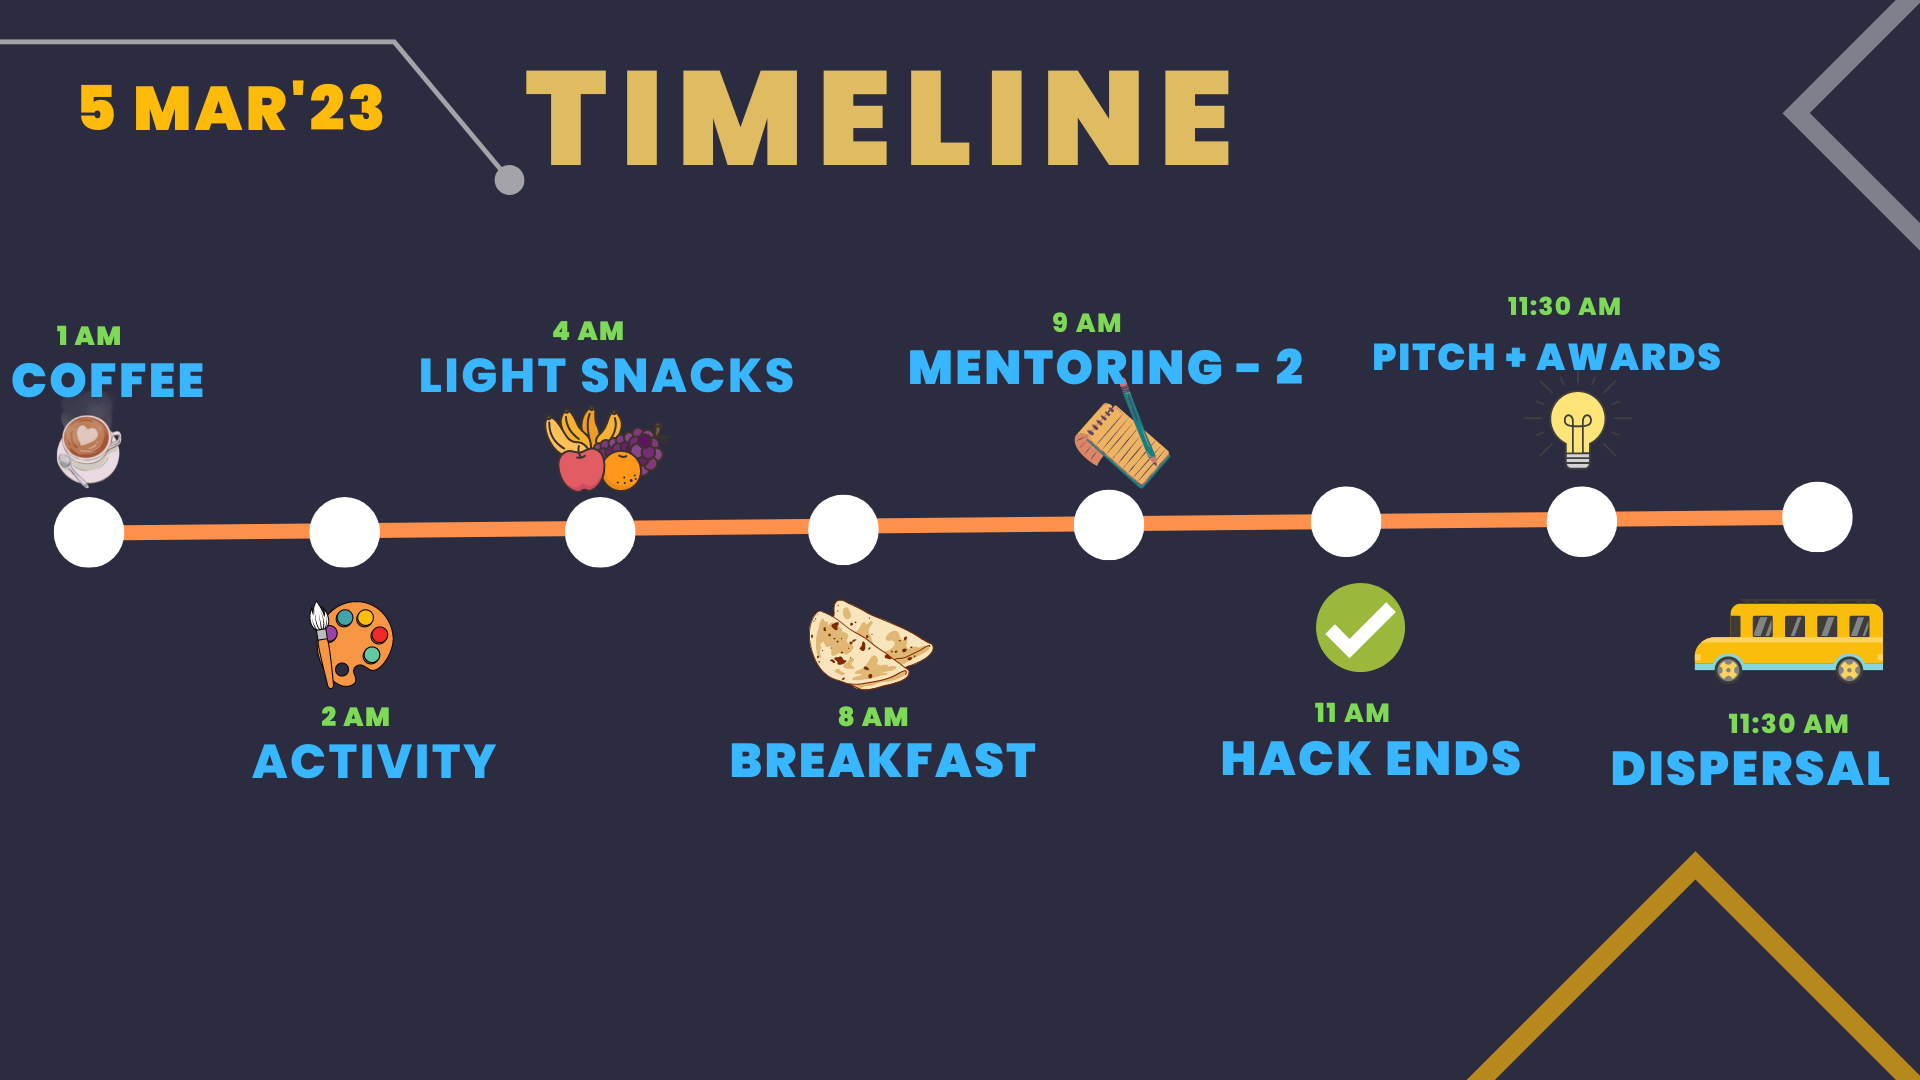 5 MAR'23
TIMELINE
1 AM
COFFEE
2 AM
ACTIVITY
4 AM
LIGHT SNACKS
8 AM
BREAKFAST
9 AM
MENTORING - 2
11 AM
HACK ENDS
11:30 AM
PITCH + AWARDS
11:30 AM
DISPERSAL